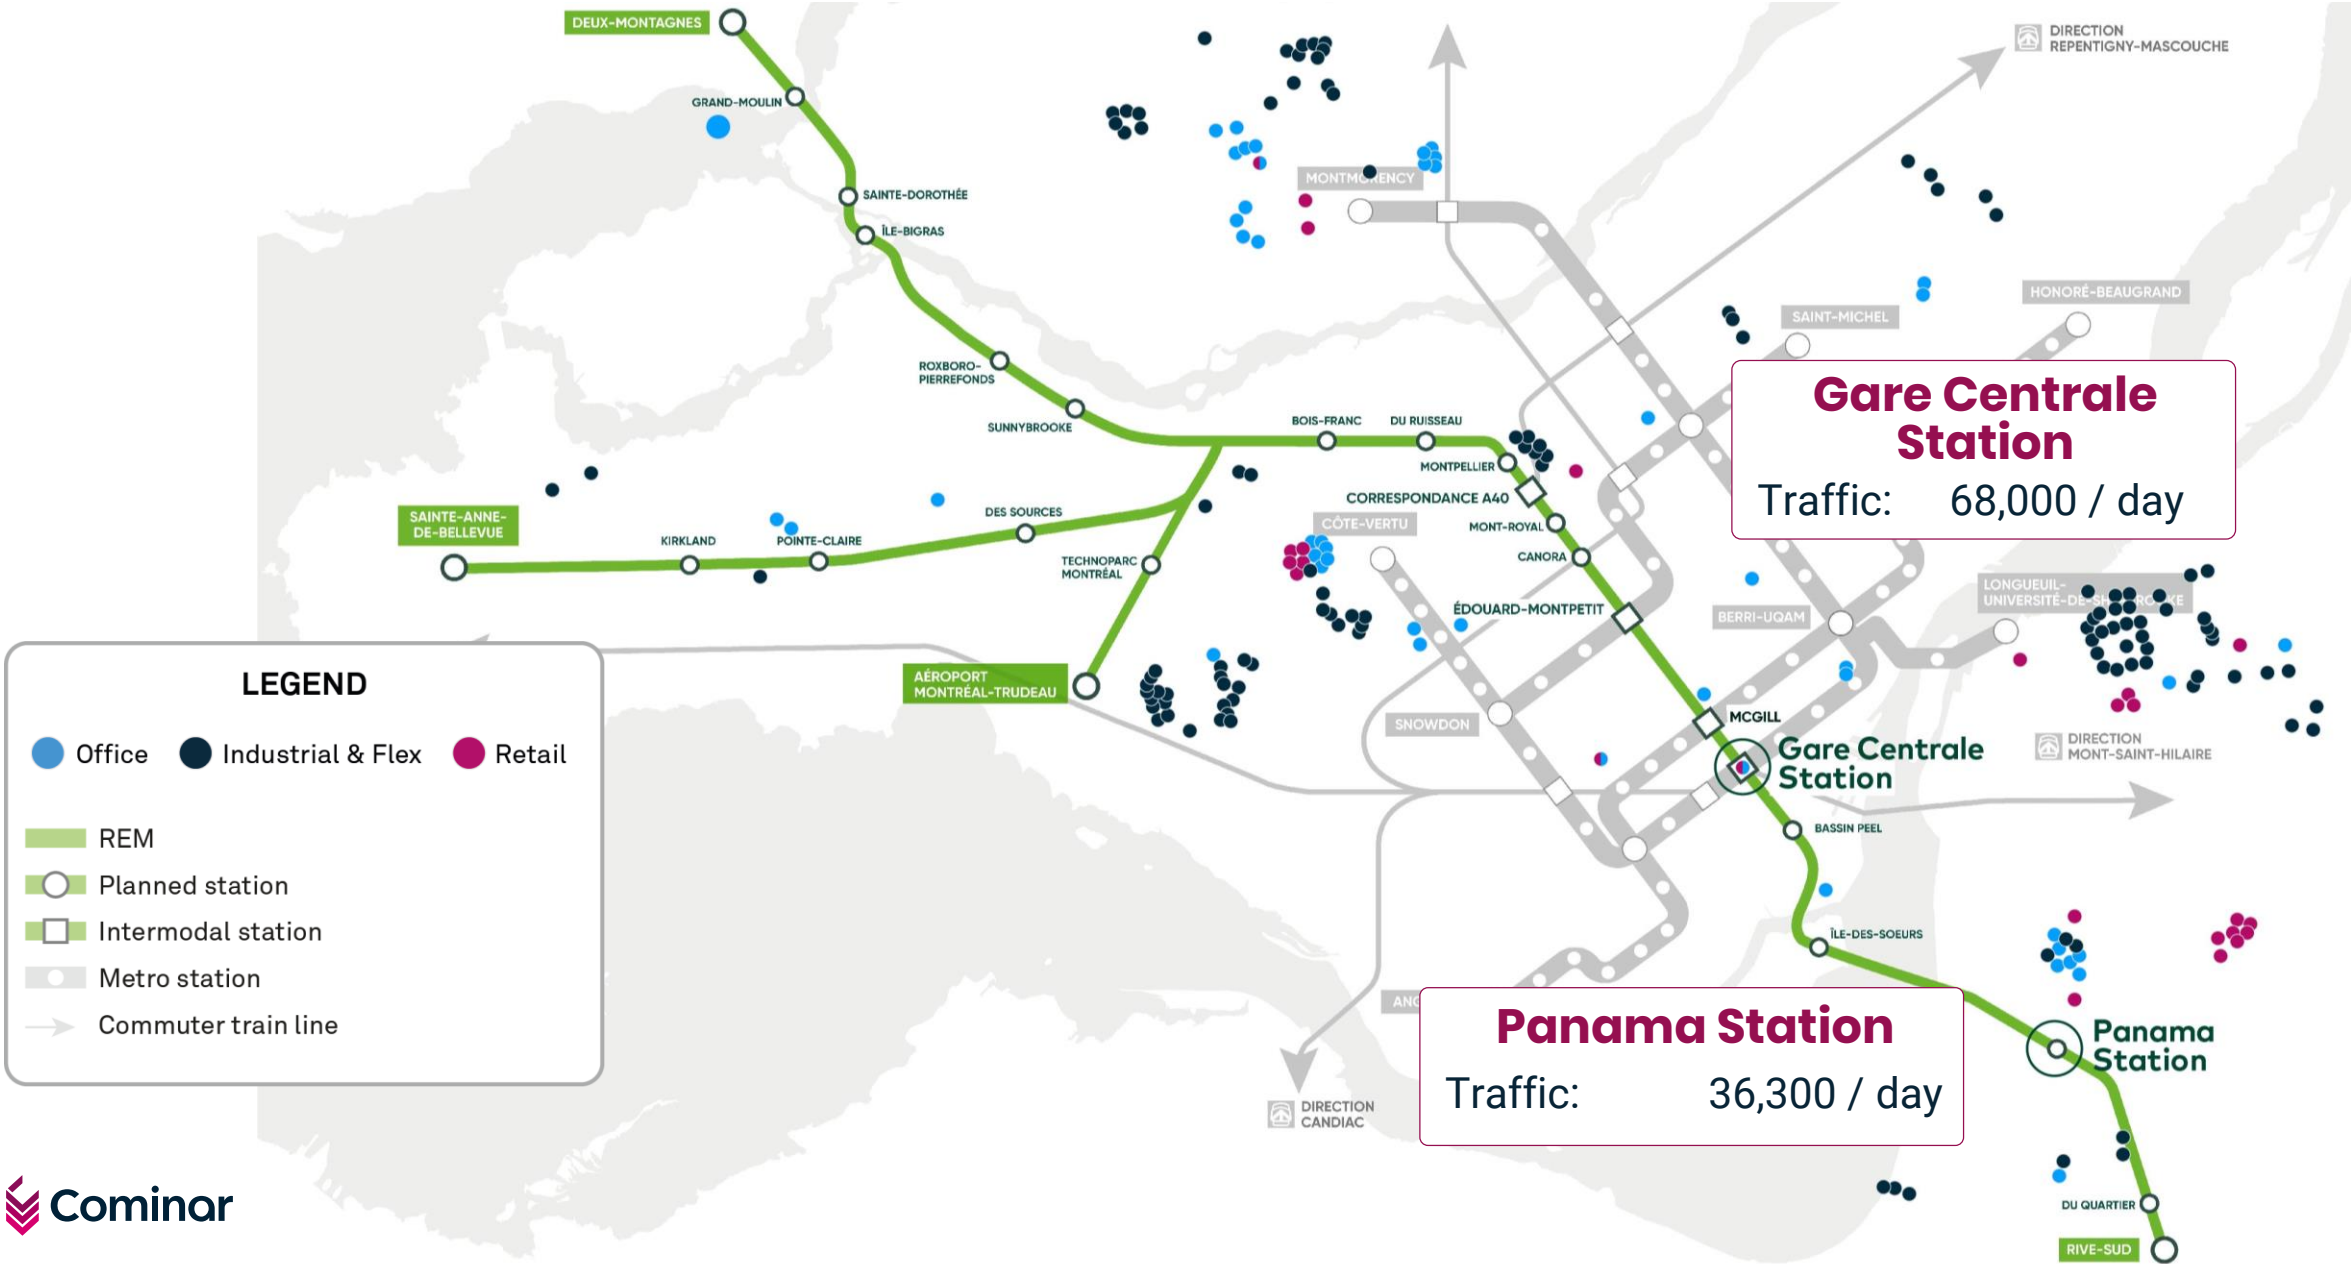 DEUX-MONTAGNES
GRAND-MOULIN
SAINTE-DOROTHÉE
ÎLE-BIGRAS
ROXBORO-
PIERREFONDS
SUNNYBROOKE
BOIS-FRANC
DU RUISSEAU
MONTPELLIER
CORRESPONDANCE A40
MONT-ROYAL
CANORA
ÉDOUARD-MONTPETIT
MCGILL
Gare Centrale
Station
BASSIN PEEL
ÎLE-DES-SOEURS
Panama
Station
DU QUARTIER
RIVE-SUD
SAINTE-ANNE-
DE-BELLEVUE
KIRKLAND
POINTE-CLAIRE
DES SOURCES
TECHNOPARC
MONTRÉAL
AÉROPORT
MONTRÉAL-TRUDEAU
MONTMORENCY
CÔTE-VERTU
SNOWDON
SAINT-MICHEL
HONORÉ-BEAUGRAND
BERRI-UQAM
LONGUEUIL-
DIRECTION
REPENTIGNY-MASCOUCHE
DIRECTION
MONT-SAINT-HILAIRE
DIRECTION
CANDIAC
Gare Centrale
Station
Traffic: 68,000 / day
Panama Station
Traffic: 36,300 / day
LEGEND
Office
Industrial & Flex
Retail
REM
Planned station
Intermodal station
Metro station
Commuter train line
Cominar